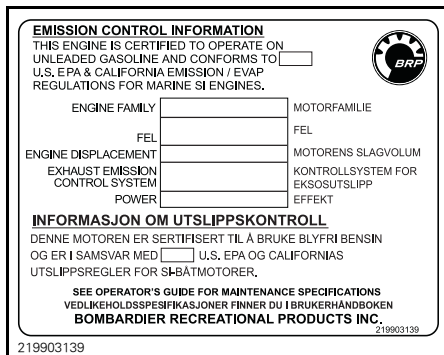 EMISSION CONTROL INFORMATION
THIS ENGINE IS CERTIFIED TO OPERATE ON
UNLEADED GASOLINE AND CONFORMS TO
U.S. EPA & CALIFORNIA EMISSION / EVAP
REGULATIONS FOR MARINE SI ENGINES.
BRP
ENGINE FAMILY MOTORFAMILIE
FEL FEL
ENGINE DISPLACEMENT MOTORENS SLAGVOLUM
EXHAUST EMISSION KONTROLLSYSTEM FOR
CONTROL SYSTEM EKSOSUTSLIPP
POWER EFFEKT
INFORMASJON OM UTSLIPPSKONTROLL
DENNE MOTOREN ER SERTIFISERT TIL Å BRUKE BLYFRI BENSIN
OG ER I SAMSVAR MED U.S. EPA OG CALIFORNIAS
UTSLIPPSREGLER FOR SI-BÅTMOTORER.
SEE OPERATOR'S GUIDE FOR MAINTENANCE SPECIFICATIONS
VEDLIKEHOLDSSPESIFIKASJONER FINNER DU I BRUKERHÅNDBOKEN
BOMBARDIER RECREATIONAL PRODUCTS INC.
219903139
219903139